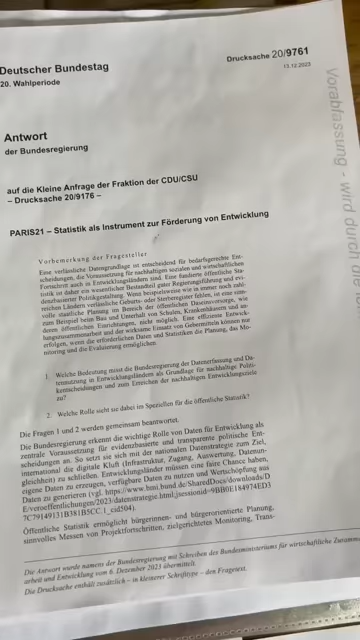 Deutscher Bundestag
20. Wahlperiode
Drucksache 20/9761
13.12.2023
Vorabfassung - wird durch die
Antwort
der Bundesregierung
auf die Kleine Anfrage der Fraktion der CDU/CSU
– Drucksache 20/9176 –
PARIS21 – Statistik als Instrument zur Förderung von Entwicklung
Vorbemerkung der Fragesteller
Eine verlässliche Datengrundlage ist entscheidend für bedarfsgerechte Ent-
scheidungen, die Voraussetzung für nachhaltigen sozialen und wirtschaftlichen
Fortschritt auch in Entwicklungsländern sind. Eine fundierte öffentliche Sta-
tistik ist daher ein wesentlicher Bestandteil guter Regierungsführung und evi-
denzbasierter Politikgestaltung. Wenn beispielsweise wie in immer noch zahl-
reichen Ländern verlässliche Geburts- oder Sterberegister fehlen, ist eine sinn-
volle staatliche Planung im Bereich der öffentlichen Daseinsvorsorge, wie
zum Beispiel beim Bau und Unterhalt von Schulen, Krankenhäusern und an-
deren öffentlichen Einrichtungen, nicht möglich. Eine effiziente Entwick-
lungszusammenarbeit und der wirksame Einsatz von Gebermitteln können nur
erfolgen, wenn die erforderlichen Daten und Statistiken die Planung, das Mo-
nitoring und die Evaluierung ermöglichen.
1. Welche Bedeutung misst die Bundesregierung der Datenerfassung und Da-
tennutzung in Entwicklungsländern als Grundlage für nachhaltige Politik-
entscheidungen und zum Erreichen der nachhaltigen Entwicklungsziele
zu?
2. Welche Rolle sieht sie dabei im Speziellen für die öffentliche Statistik?
Die Fragen 1 und 2 werden gemeinsam beantwortet.
Die Bundesregierung erkennt die wichtige Rolle von Daten für Entwicklung als
zentrale Voraussetzung für evidenzbasierte und transparente politische Ent-
scheidungen an. So setzt sie sich mit der nationalen Datenstrategie zum Ziel,
international die digitale Kluft (Infrastruktur, Zugang, Auswertung, Datenun-
gleichheit) zu schließen. Entwicklungsländer müssen eine faire Chance haben,
eigene Daten zu erzeugen, verfügbare Daten zu nutzen und Wertschöpfung aus
Daten zu generieren (vgl. https://www.bmi.bund.de/SharedDocs/downloads/D
E/veroeffentlichungen/2023/datenstrategie.html;jsessionid=9BB0E184974ED3
7C79149131B381B5CC.1_cid504).
Öffentliche Statistik ermöglicht bürgerinnen- und bürgerorientierte Planung,
sinnvolles Messen von Projektfortschritten, zielgerichtetes Monitoring, Trans-
Die Antwort wurde namens der Bundesregierung mit Schreiben des Bundesministeriums für wirtschaftliche Zusammen
arbeit und Entwicklung vom 6. Dezember 2023 übermittelt.
Die Drucksache enthält zusätzlich – in kleinerer Schrifttype – den Fragetext.